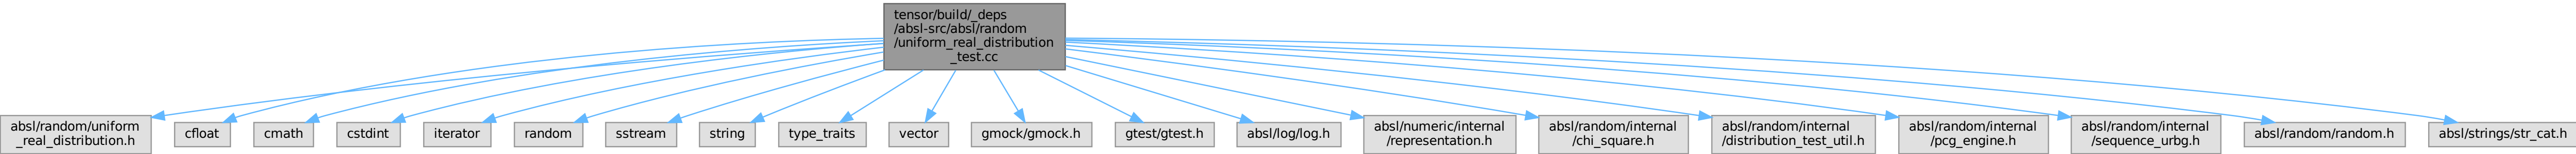 tensor/build/_deps
/absl-src/absl/random
/uniform_real_distribution
_test.cc
absl/random/uniform
_real_distribution.h
cfloat
cmath
cstdint
iterator
random
sstream
string
type_traits
vector
gmock/gmock.h
gtest/gtest.h
absl/log/log.h
absl/numeric/internal
/representation.h
absl/random/internal
/chi_square.h
absl/random/internal
/distribution_test_util.h
absl/random/internal
/pcg_engine.h
absl/random/internal
/sequence_urbg.h
absl/random/random.h
absl/strings/str_cat.h